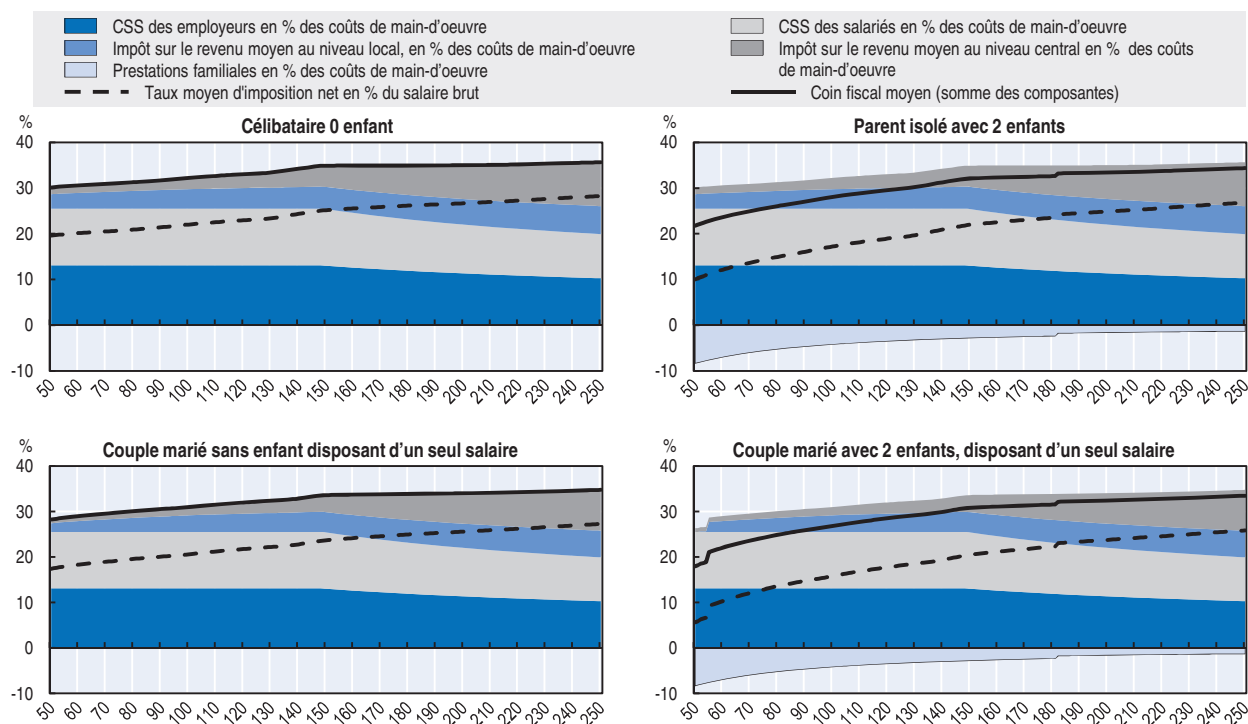 CSS des employeurs en % des coûts de main-d'oeuvre
Impôt sur le revenu moyen au niveau local, en % des coûts de main-d'oeuvre
Prestations familiales en % des coûts de main-d'oeuvre
Taux moyen d'imposition net en % du salaire brut
CSS des salariés en % des coûts de main-d'oeuvre
Impôt sur le revenu moyen au niveau central en % des coûts
de main-d'oeuvre
Coin fiscal moyen (somme des composantes)
%
Célibataire 0 enfant
40
30
20
10
0
-10
50 60 70 80 90 100 110 120 130 140 150 160 170 180 190 200 210 220 230 240 250
%
Parent isolé avec 2 enfants
40
30
20
10
0
-10
50 60 70 80 90 100 110 120 130 140 150 160 170 180 190 200 210 220 230 240 250
%
Couple marié sans enfant disposant d'un seul salaire
40
30
20
10
0
-10
50 60 70 80 90 100 110 120 130 140 150 160 170 180 190 200 210 220 230 240 250
%
Couple marié avec 2 enfants, disposant d'un seul salaire
40
30
20
10
0
-10
50 60 70 80 90 100 110 120 130 140 150 160 170 180 190 200 210 220 230 240 250